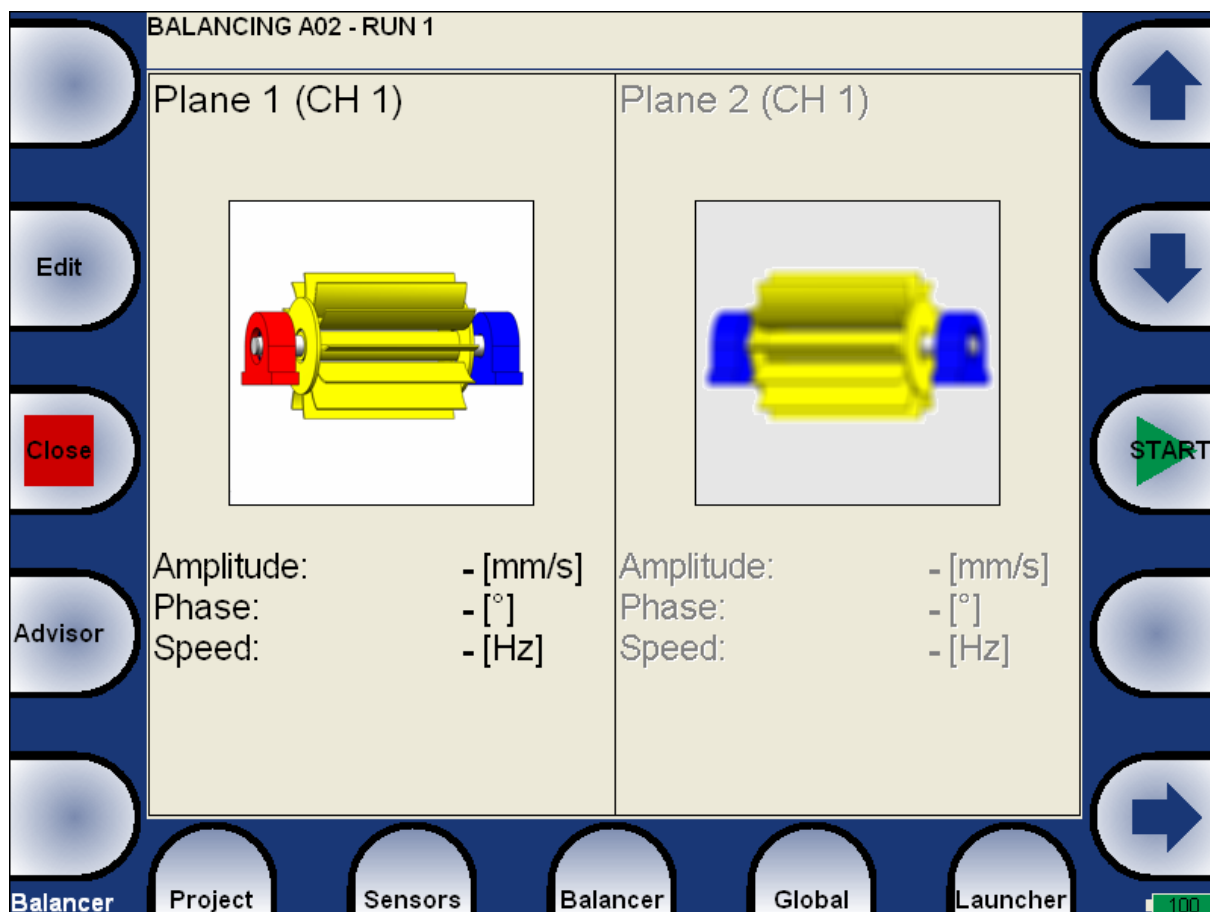 BALANCING A02 - RUN 1
Plane 1 (CH 1)
Plane 2 (CH 1)
Edit
Close
START
Amplitude: - [mm/s]
Phase: - [°]
Speed: - [Hz]
Amplitude: - [mm/s]
Phase: - [°]
Speed: - [Hz]
Advisor
Balancer
Project
Sensors
Balancer
Global
Launcher
100